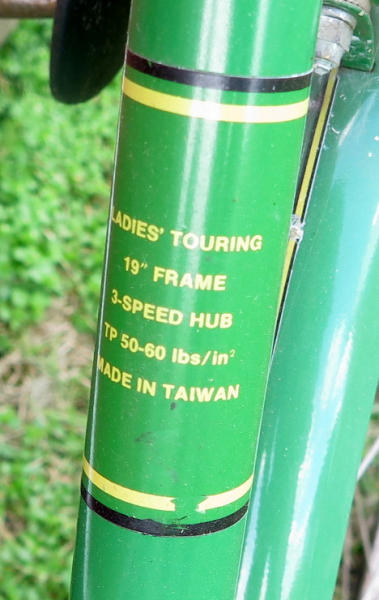 LADIES' TOURING
19" FRAME
3-SPEED HUB
TP 50-60 lbs/in²
MADE IN TAIWAN